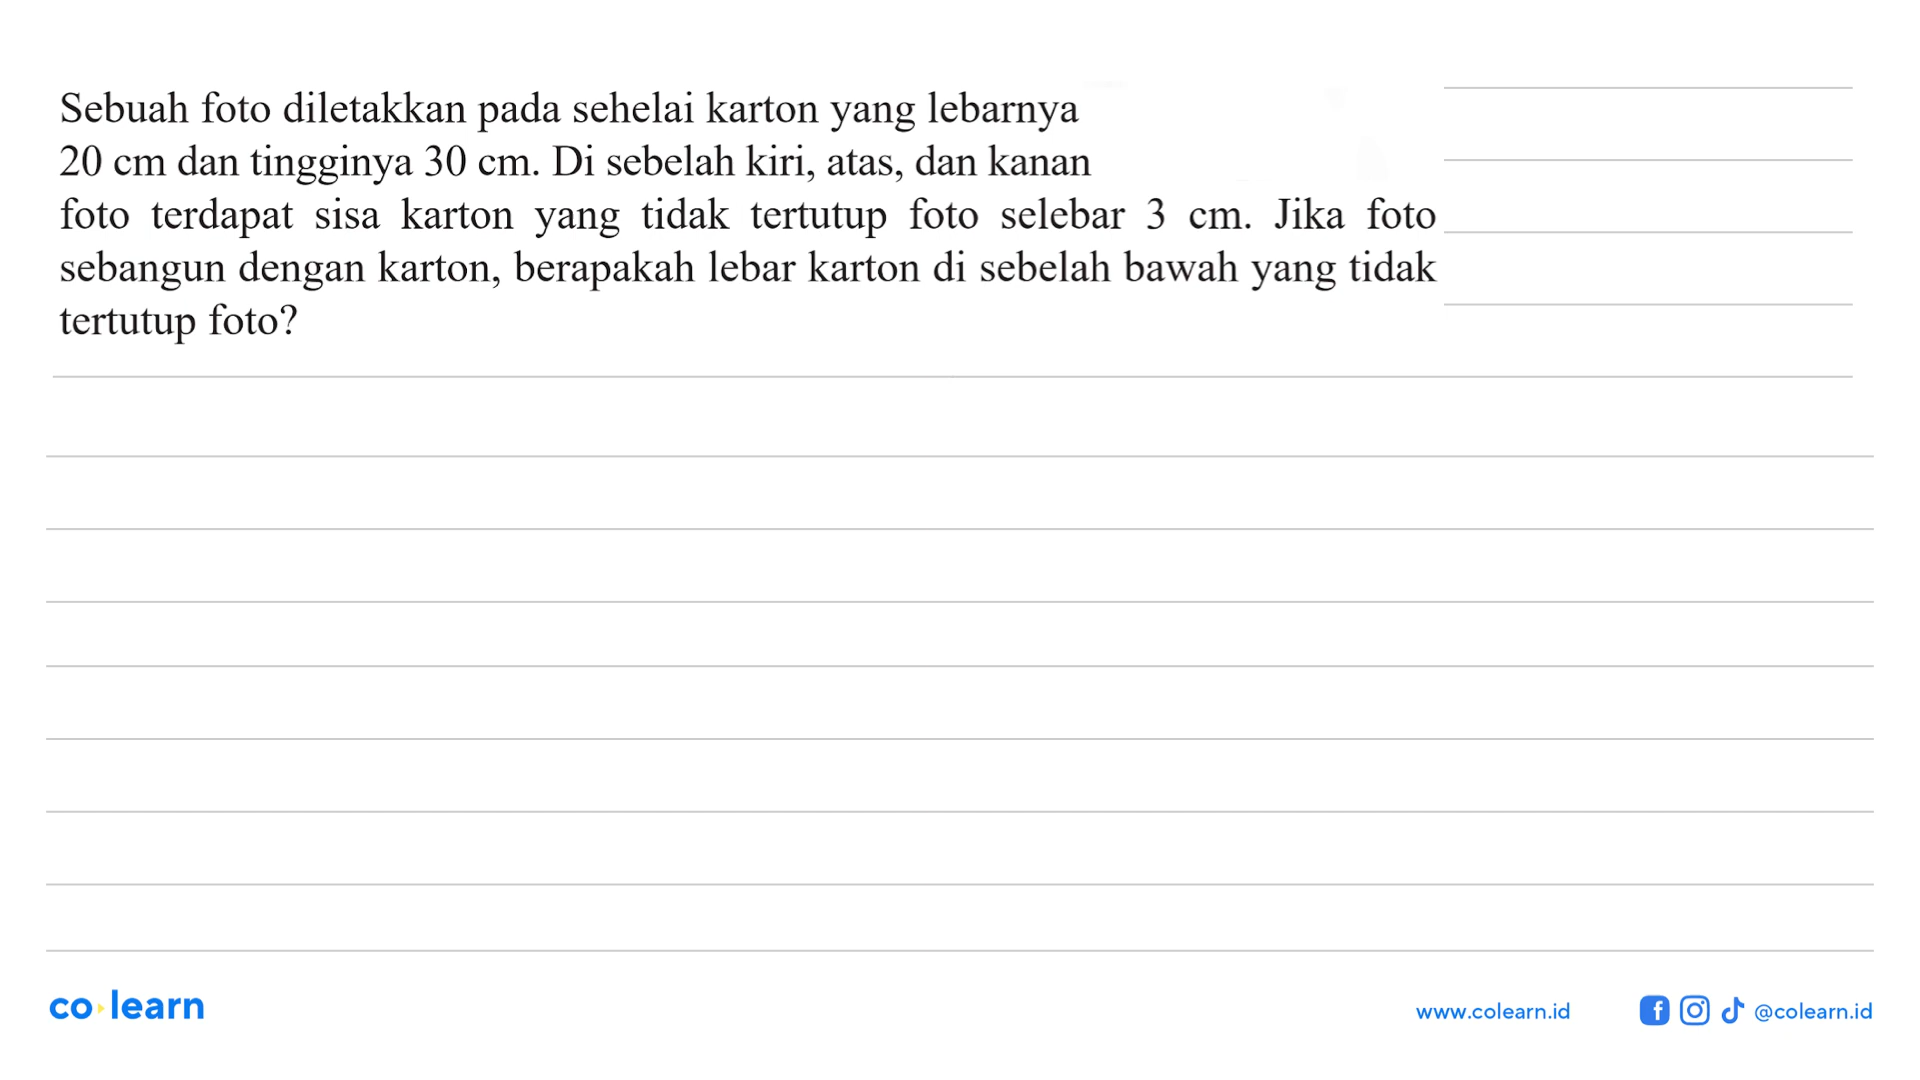 Sebuah foto diletakkan pada sehelai karton yang lebarnya
20 cm dan tingginya 30 cm. Di sebelah kiri, atas, dan kanan
foto terdapat sisa karton yang tidak tertutup foto selebar 3 cm. Jika foto
sebangun dengan karton, berapakah lebar karton di sebelah bawah yang tidak
tertutup foto?
co learn
www.colearn.id
@colearn.id